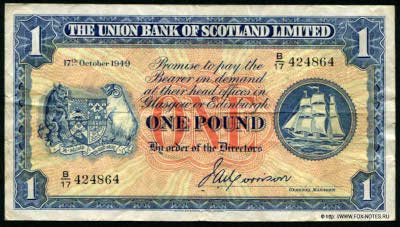 1 THE UNION BANK OF SCOTLAND LIMITED 1
17th October 1949
B/17 424864
Promise to pay the
Bearer on demand
at their head offices in
Glasgow or Edinburgh
ONE POUND
By order of the Directors
B/17 424864
1 1
GENERAL MANAGER
© http://WWW.FOX-NOTES.RU